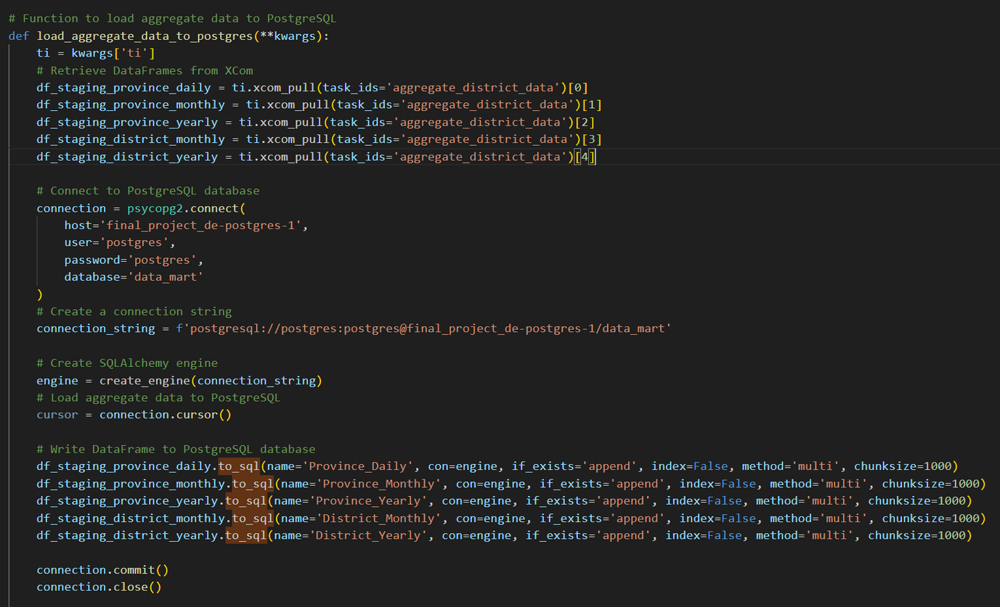 # Function to load aggregate data to PostgreSQL
def load_aggregate_data_to_postgres(**kwargs):
    ti = kwargs['ti']
    # Retrieve DataFrames from XCom
    df_staging_province_daily = ti.xcom_pull(task_ids='aggregate_district_data')[0]
    df_staging_province_monthly = ti.xcom_pull(task_ids='aggregate_district_data')[1]
    df_staging_province_yearly = ti.xcom_pull(task_ids='aggregate_district_data')[2]
    df_staging_district_monthly = ti.xcom_pull(task_ids='aggregate_district_data')[3]
    df_staging_district_yearly = ti.xcom_pull(task_ids='aggregate_district_data')[4]
    # Connect to PostgreSQL database
    connection = psycopg2.connect(
        host='final_project_de-postgres-1',
        user='postgres',
        password='postgres',
        database='data_mart'
    )
    # Create a connection string
    connection_string = f'postgresql://postgres:postgres@final_project_de-postgres-1/data_mart'
    # Create SQLAlchemy engine
    engine = create_engine(connection_string)
    # Load aggregate data to PostgreSQL
    cursor = connection.cursor()
    # Write DataFrame to PostgreSQL database
    df_staging_province_daily.to_sql(name='Province_Daily', con=engine, if_exists='append', index=False, method='multi', chunksize=1000)
    df_staging_province_monthly.to_sql(name='Province_Monthly', con=engine, if_exists='append', index=False, method='multi', chunksize=1000)
    df_staging_province_yearly.to_sql(name='Province_Yearly', con=engine, if_exists='append', index=False, method='multi', chunksize=1000)
    df_staging_district_monthly.to_sql(name='District_Monthly', con=engine, if_exists='append', index=False, method='multi', chunksize=1000)
    df_staging_district_yearly.to_sql(name='District_Yearly', con=engine, if_exists='append', index=False, method='multi', chunksize=1000)
    connection.commit()
    connection.close()